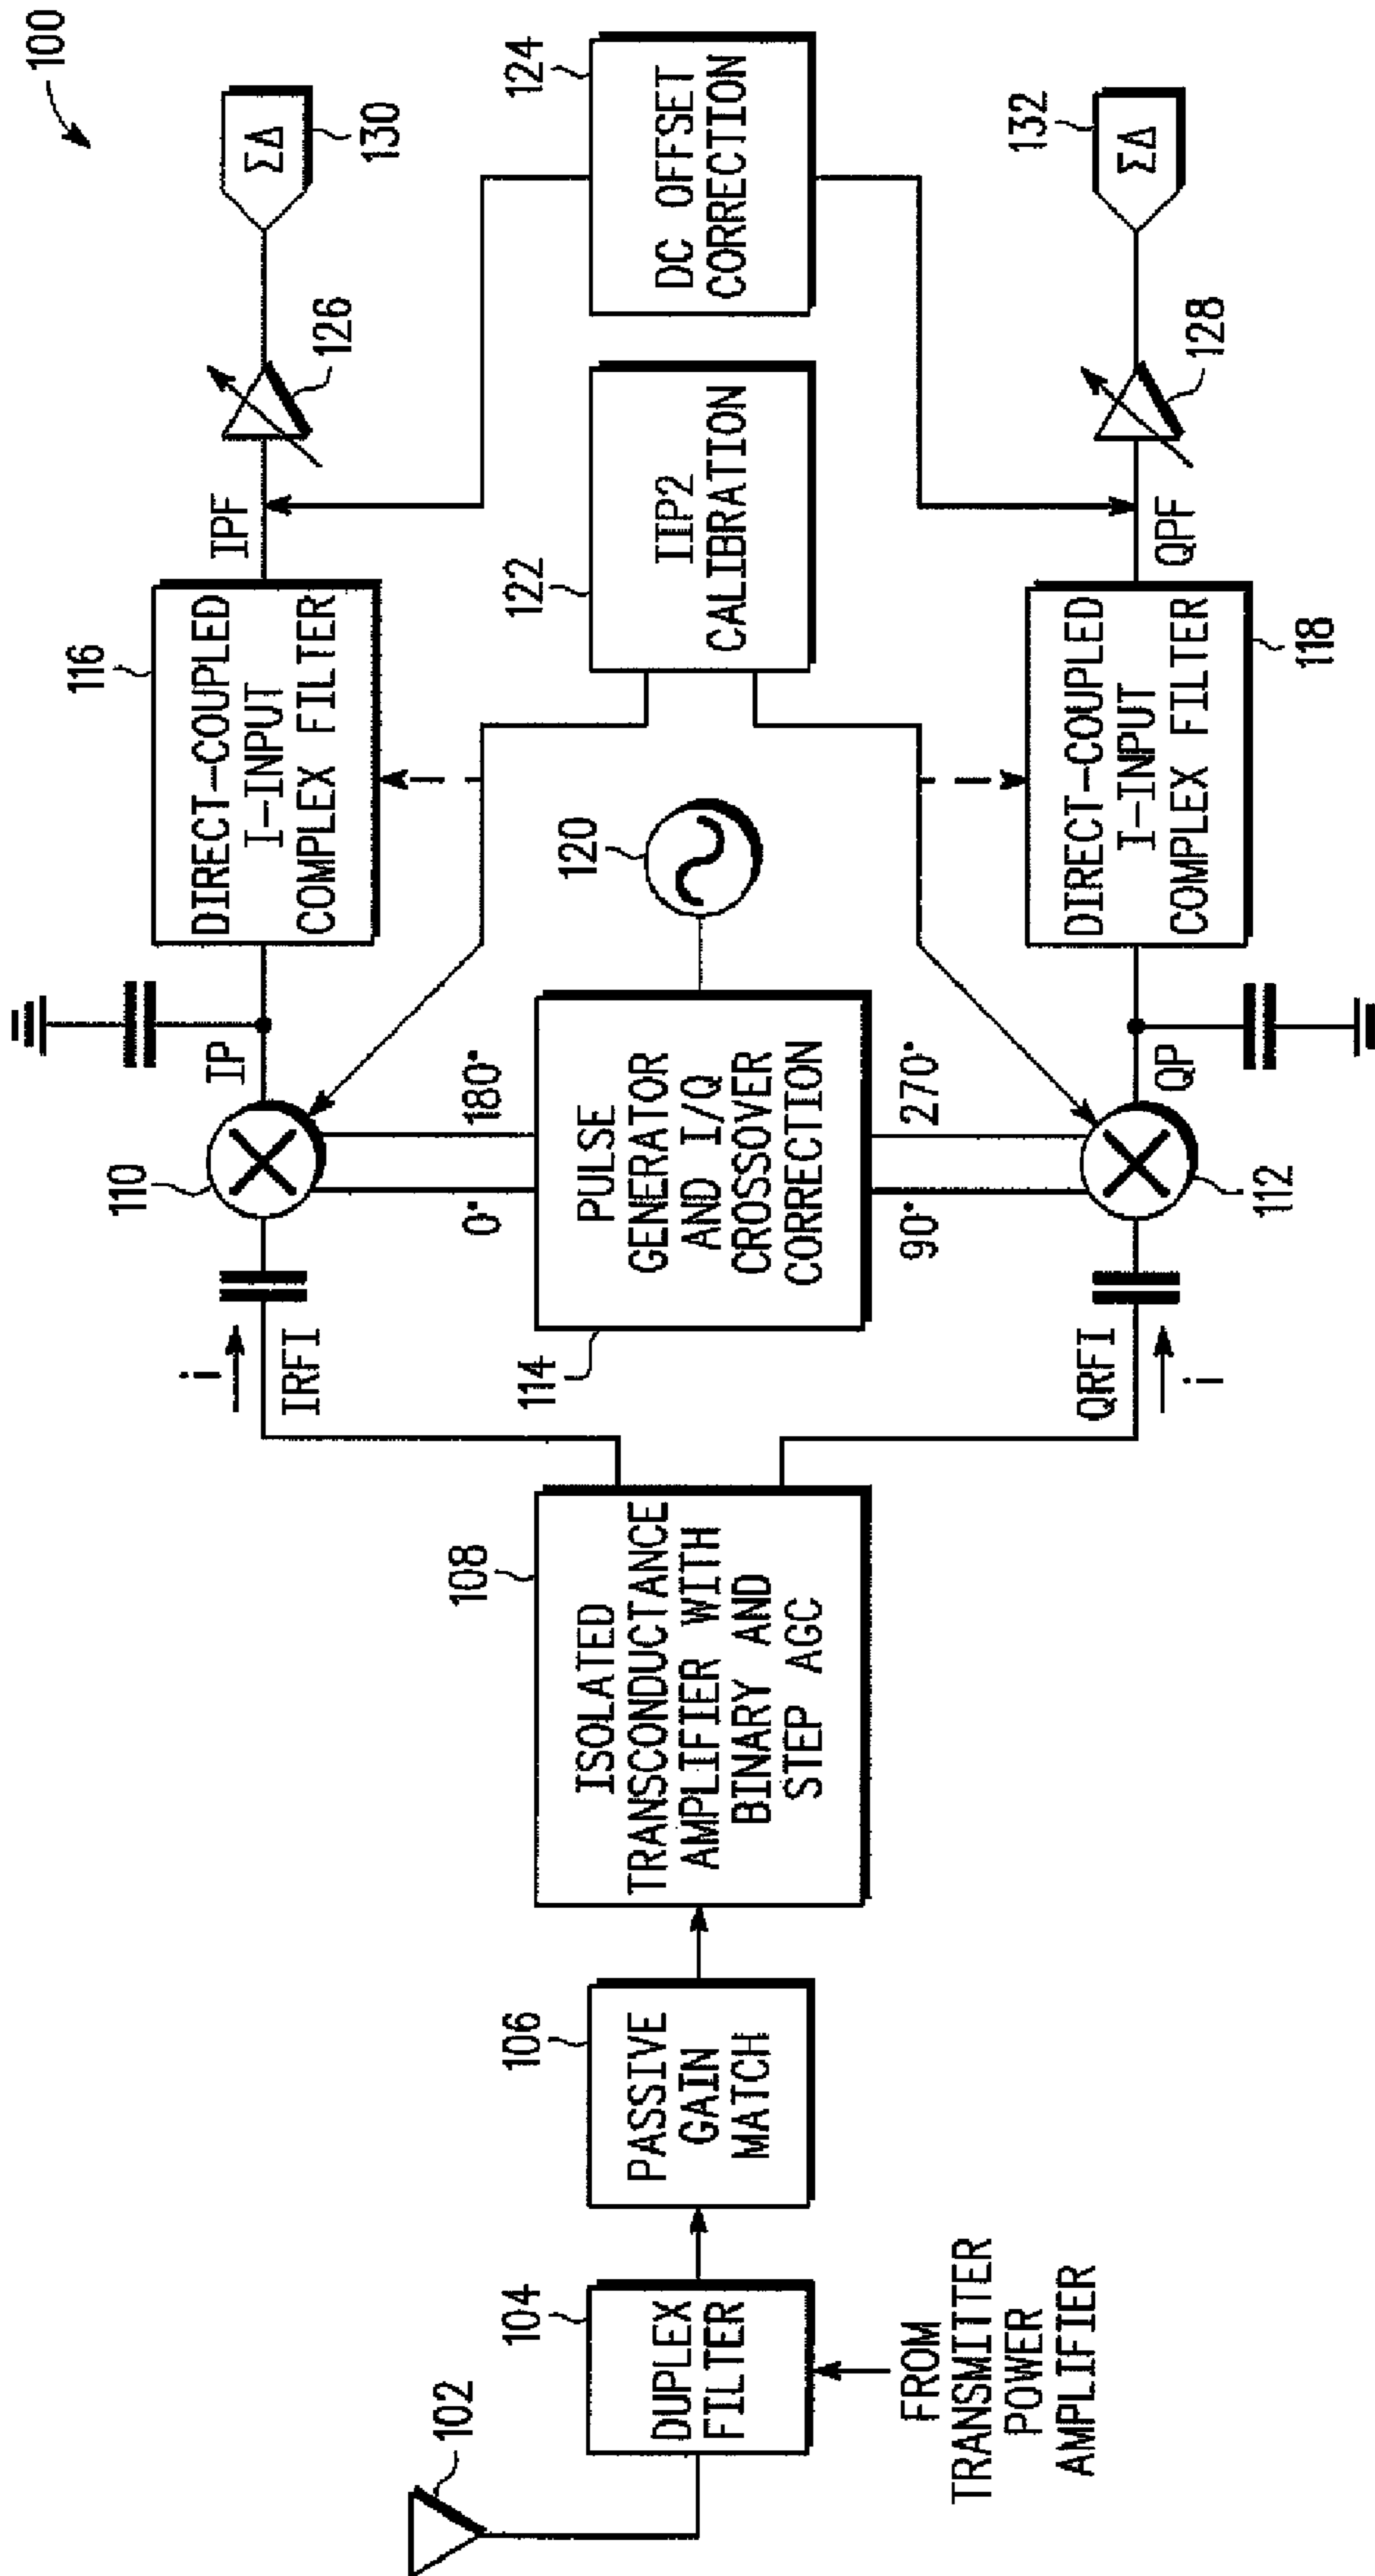 100
102
104
DUPLEX
FILTER
FROM
TRANSMITTER
POWER
AMPLIFIER
106
PASSIVE
GAIN
MATCH
108
ISOLATED
TRANSCONDUCTANCE
AMPLIFIER WITH
BINARY AND
STEP AGC
i
IRFI
110
IP
0°
180°
114
PULSE
GENERATOR
AND I/Q
CROSSOVER
CORRECTION
90°
270°
QRFI
i
112
QP
120
116
DIRECT-COUPLED
I-INPUT
COMPLEX FILTER
IPF
126
ΣΔ
130
122
IIP2
CALIBRATION
124
DC OFFSET
CORRECTION
DIRECT-COUPLED
I-INPUT
COMPLEX FILTER
118
QPF
128
132
ΣΔ